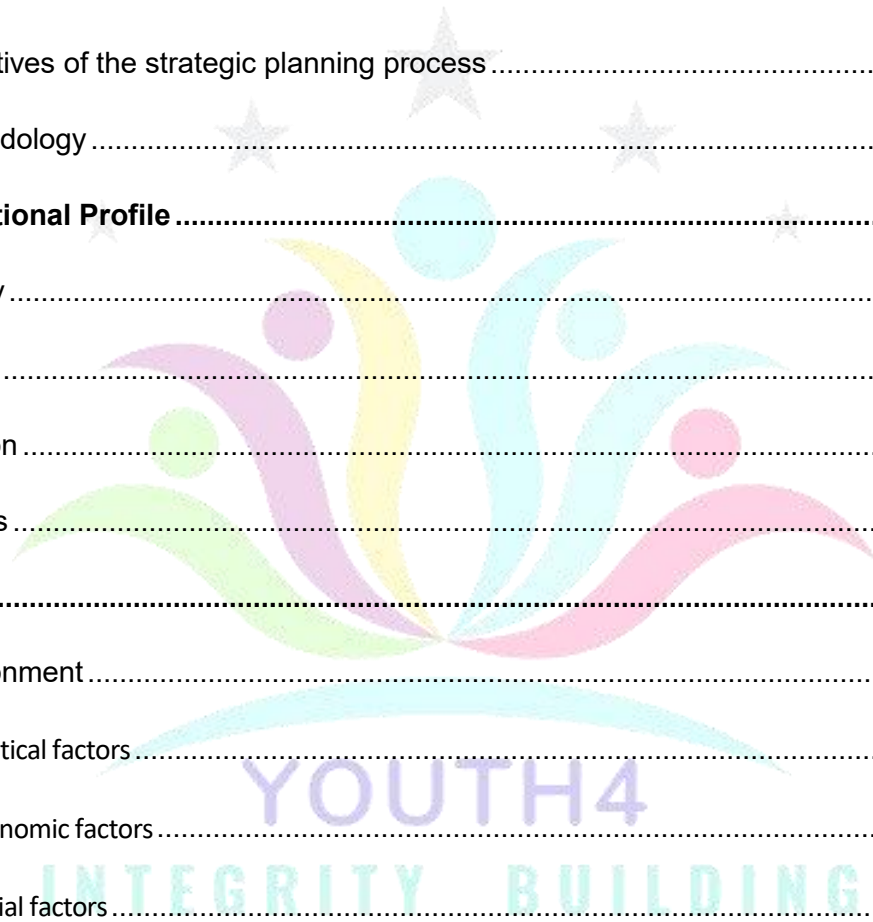 tives of the strategic planning process
dology
tional Profile
y
on
s
onment
tical factors
nomic factors
YOUTH4
INTEGRITY BUILDING
ial factors